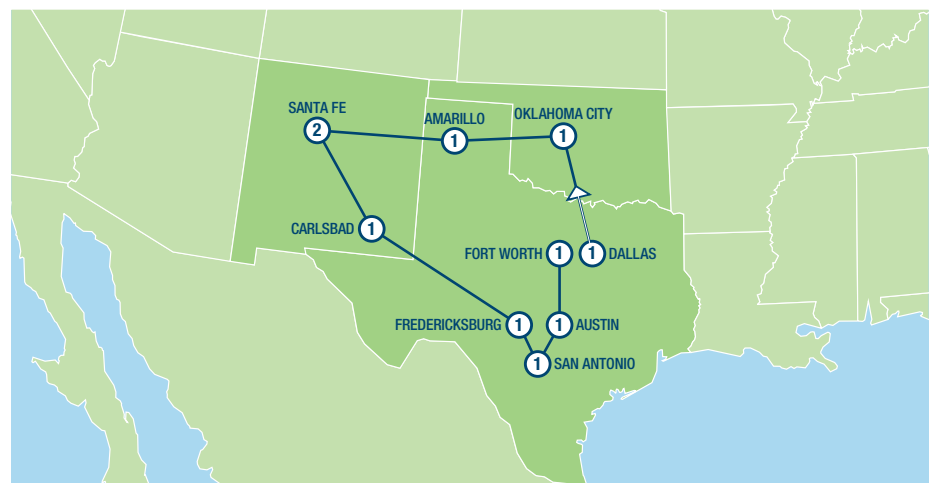 SANTA FE
2
AMARILLO
1
OKLAHOMA CITY
1
CARLSBAD 1
FORT WORTH 1
1 DALLAS
FREDERICKSBURG 1
1 AUSTIN
1 SAN ANTONIO